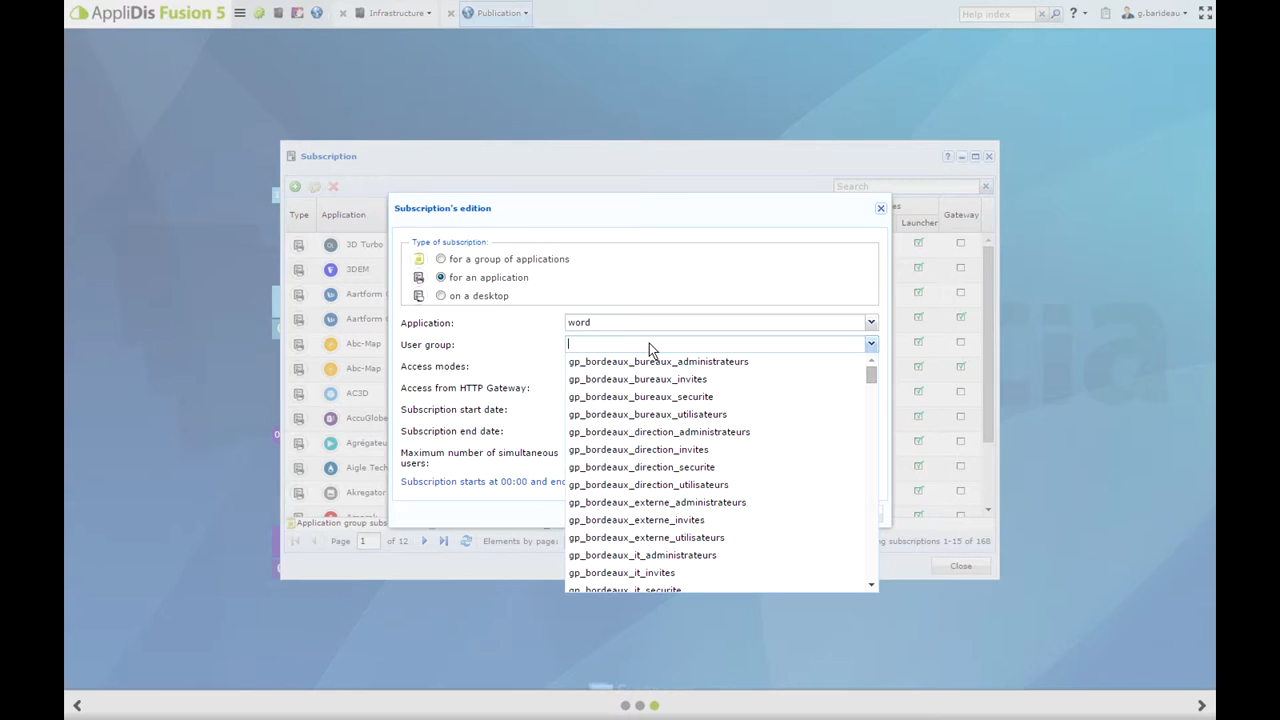 AppliDis Fusion 5
Infrastructure
Publication
Help index
?
g.barideau
Subscription
Search
Type
Application
Launcher
Gateway
3D Turbo
3DEM
Aartform
Aartform
Abc-Map
Abc-Map
AC3D
AccuGlobe
Agrégateu
Aigle Tech
Akregator
Application group subs
Page 1 of 12
Elements by page:
ng subscriptions 1-15 of 168
Close
Subscription's edition
Type of subscription:
for a group of applications
for an application
on a desktop
Application: word
User group:
Access modes:
Access from HTTP Gateway:
Subscription start date:
Subscription end date:
Maximum number of simultaneous
users:
Subscription starts at 00:00 and end
gp_bordeaux_bureaux_administrateurs
gp_bordeaux_bureaux_invites
gp_bordeaux_bureaux_securite
gp_bordeaux_bureaux_utilisateurs
gp_bordeaux_direction_administrateurs
gp_bordeaux_direction_invites
gp_bordeaux_direction_securite
gp_bordeaux_direction_utilisateurs
gp_bordeaux_externe_administrateurs
gp_bordeaux_externe_invites
gp_bordeaux_externe_utilisateurs
gp_bordeaux_it_administrateurs
gp_bordeaux_it_invites
gp_bordeaux_it_securite